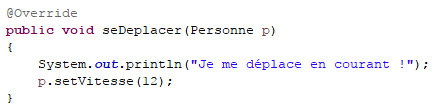 @Override
public void seDeplacer(Personne p)
{
    System.out.println("Je me déplace en courant !");
    p.setVitesse(12);
}